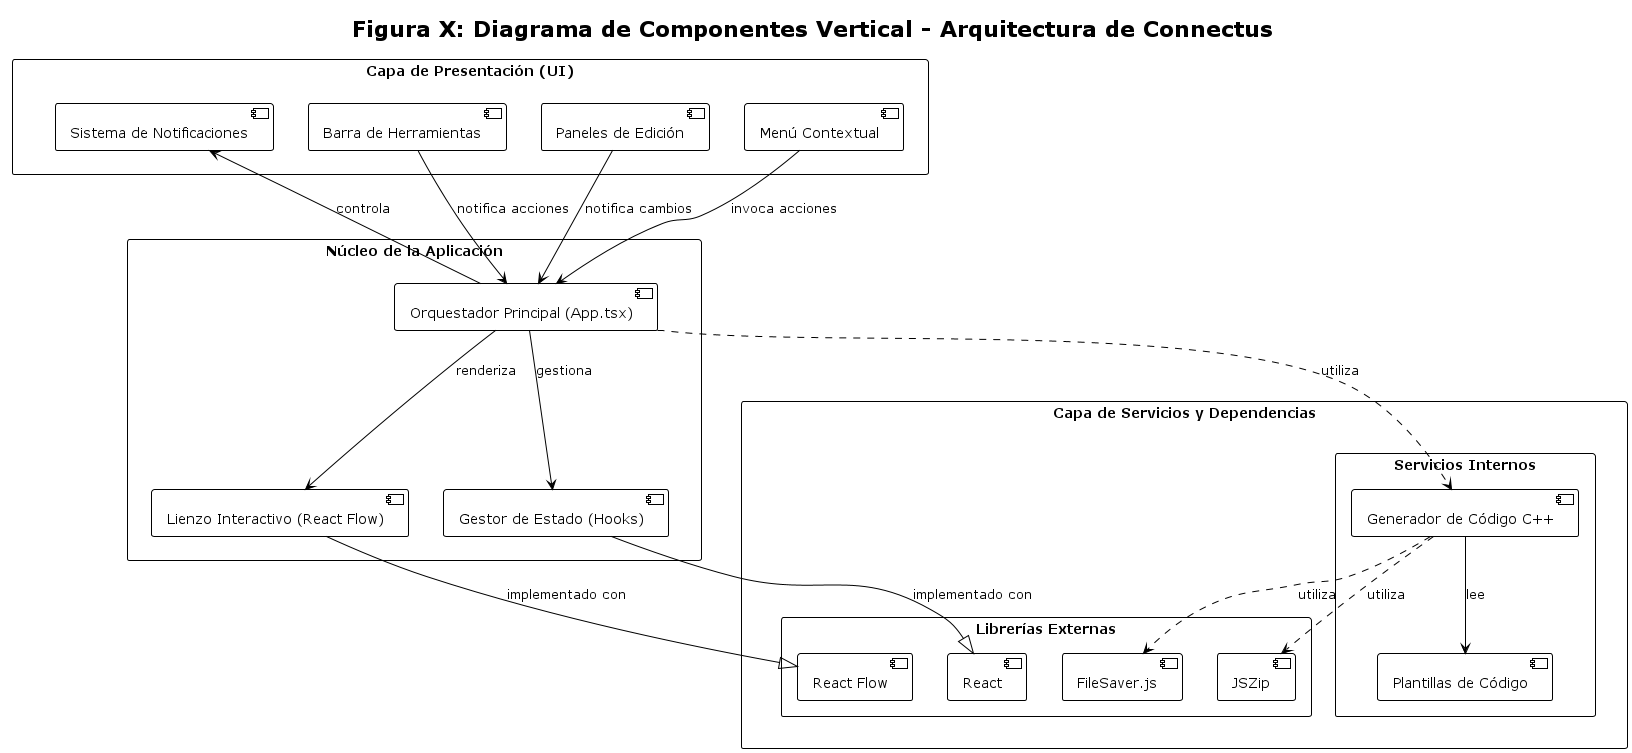 Figura X: Diagrama de Componentes Vertical - Arquitectura de Connectus
Capa de Presentación (UI)
Sistema de Notificaciones
Barra de Herramientas
Paneles de Edición
Menú Contextual
controla
notifica acciones
notifica cambios
invoca acciones
Núcleo de la Aplicación
Orquestador Principal (App.tsx)
renderiza
gestiona
utiliza
Capa de Servicios y Dependencias
Servicios Internos
Lienzo Interactivo (React Flow)
Gestor de Estado (Hooks)
Generador de Código C++
implementado con
implementado con
utiliza
utiliza
lee
Librerías Externas
React Flow
React
FileSaver.js
JSZip
Plantillas de Código